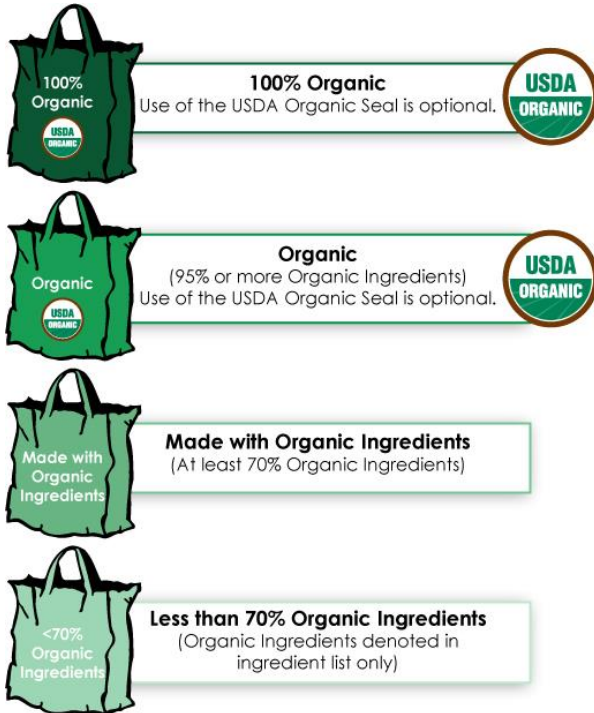 100%
Organic
USDA
ORGANIC
100% Organic
Use of the USDA Organic Seal is optional.
USDA
ORGANIC
Organic
USDA
ORGANIC
Organic
(95% or more Organic Ingredients)
Use of the USDA Organic Seal is optional.
USDA
ORGANIC
Made with
Organic
Ingredients
Made with Organic Ingredients
(At least 70% Organic Ingredients)
<70%
Organic
Ingredients
Less than 70% Organic Ingredients
(Organic Ingredients denoted in
ingredient list only)